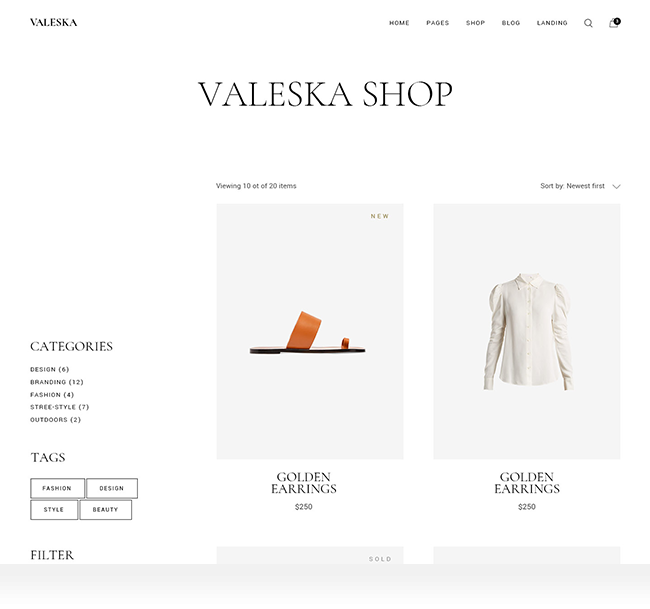 VALESKA
HOME PAGES SHOP BLOG LANDING
3
VALESKA SHOP
Viewing 10 ot of 20 items
Sort by: Newest first
NEW
CATEGORIES
DESIGN (6)
BRANDING (12)
FASHION (4)
STREE-STYLE (7)
OUTDOORS (2)
TAGS
FASHION DESIGN
STYLE BEAUTY
FILTER
GOLDEN
EARRINGS
$250
GOLDEN
EARRINGS
$250
SOLD